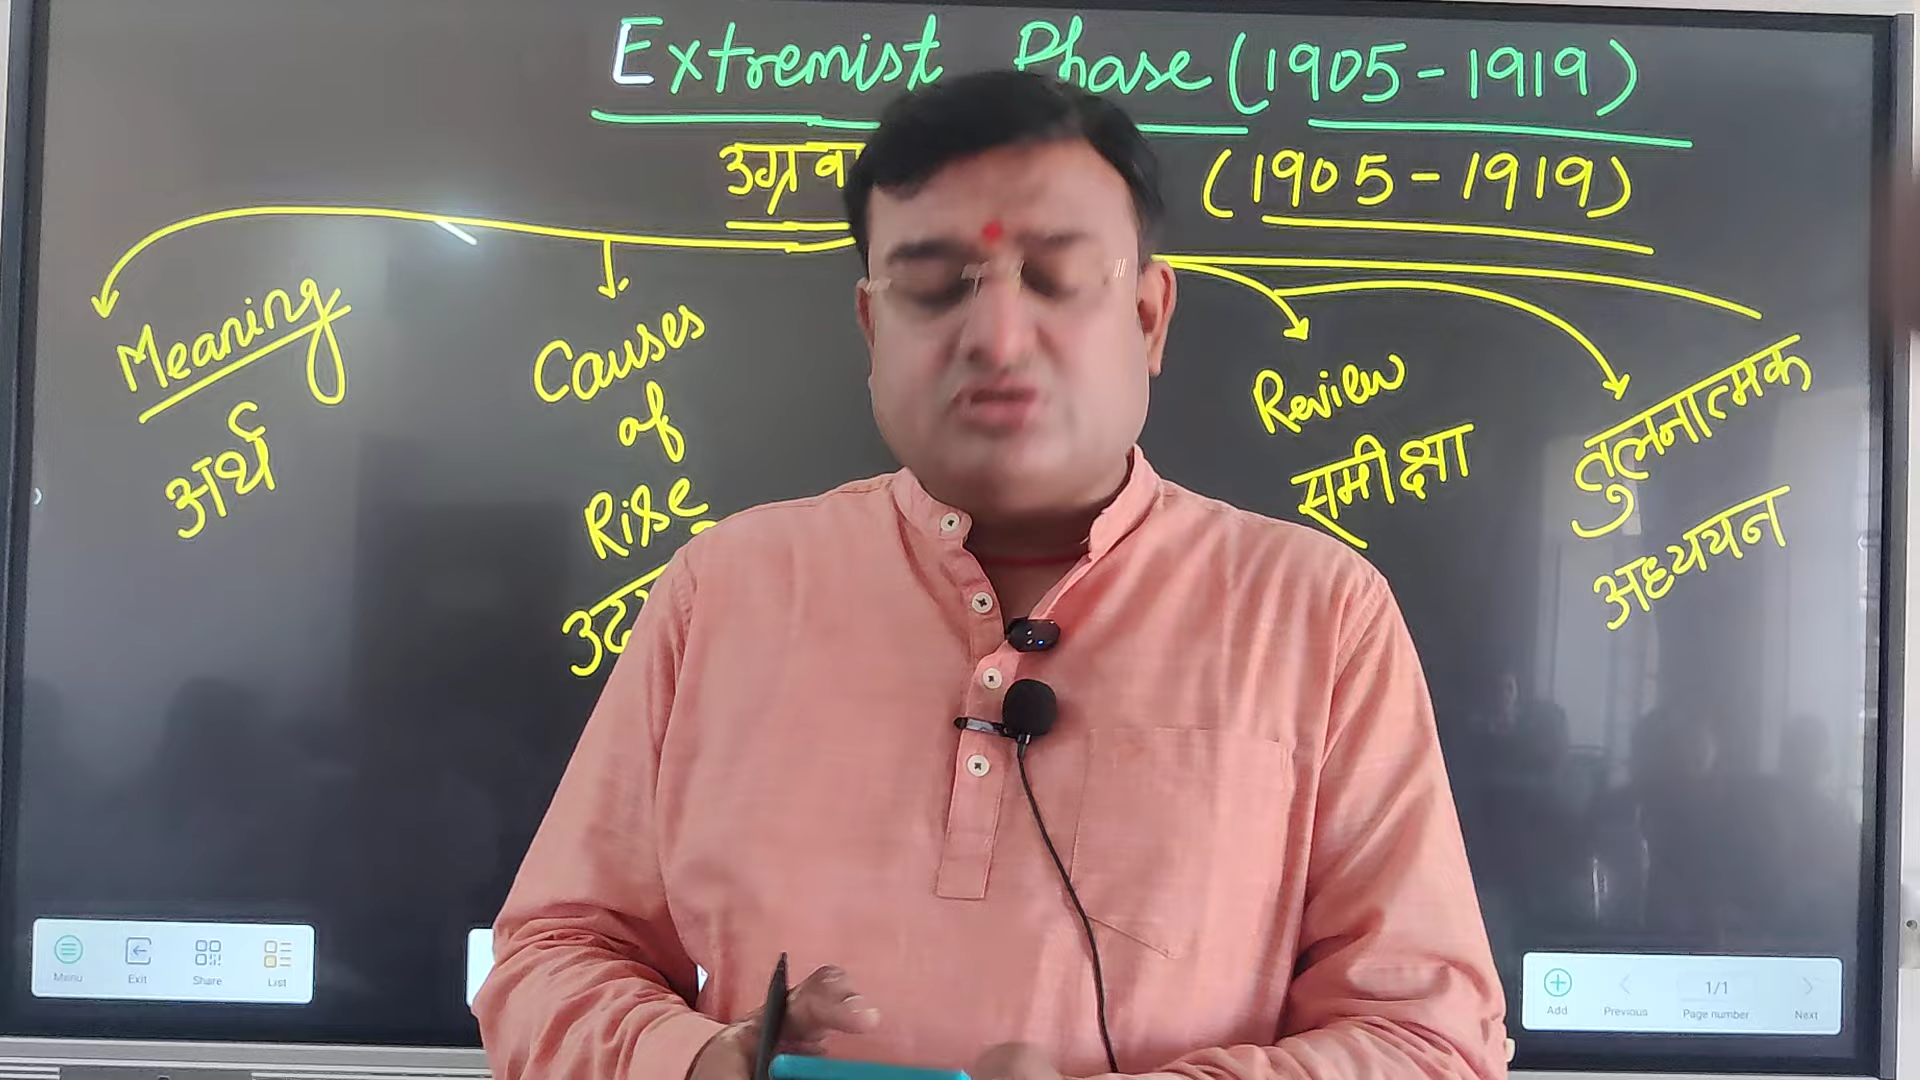 Extremist Phase (1905-1919)
(1905-1919)
Meaning
अर्थ
Causes
of
Rise
Review
समीक्षा
तुलनात्मक
अध्ययन
Menu
Exit
Share
List
Add
Previous
1/1
Page number
Next